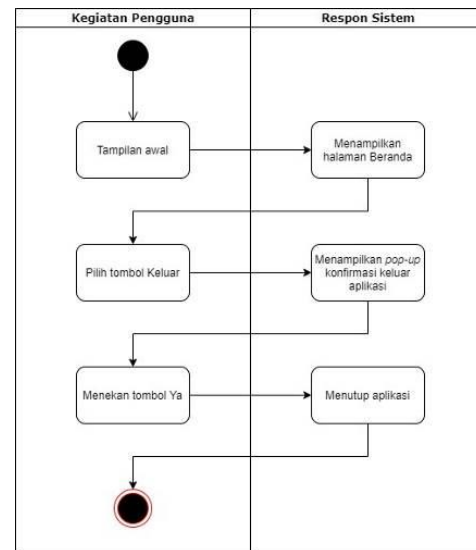 Kegiatan Pengguna
Respon Sistem
Tampilan awal
Menampilkan
halaman Beranda
Pilih tombol Keluar
Menampilkan pop-up
konfirmasi keluar
aplikasi
Menekan tombol Ya
Menutup aplikasi